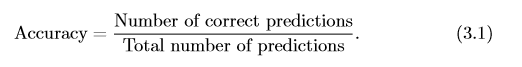 Accuracy = Number of correct predictions / Total number of predictions. (3.1)